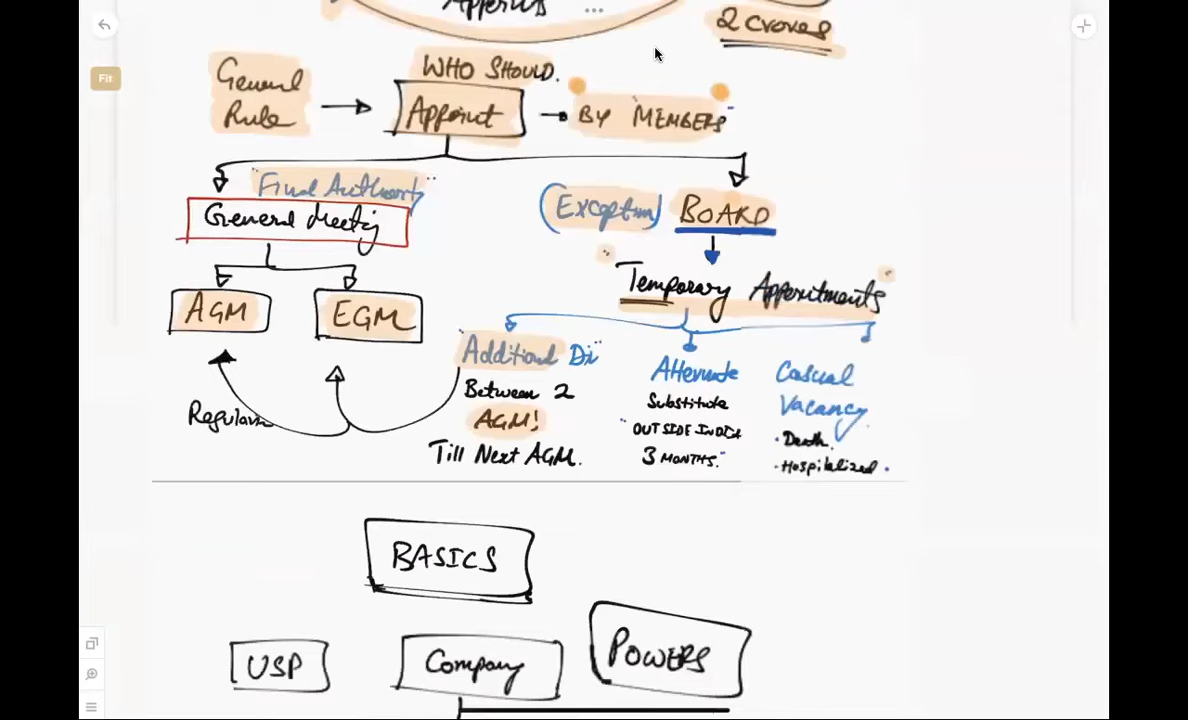 2 crores
Fit
General
Rule
WHO SHOULD.
Appoint
BY MEMBERS
"Final Authority"
General Meeting
(Exception)
BOARD
"Temporary Appointments"
AGM
EGM
"Additional Dir"
Between 2
AGM!
Till Next AGM.
Alternate
Substitute
OUTSIDE INDIA
3 MONTHS.
Casual
Vacancy
• Death.
• Hospitalized.
BASICS
USP
Company
POWERS